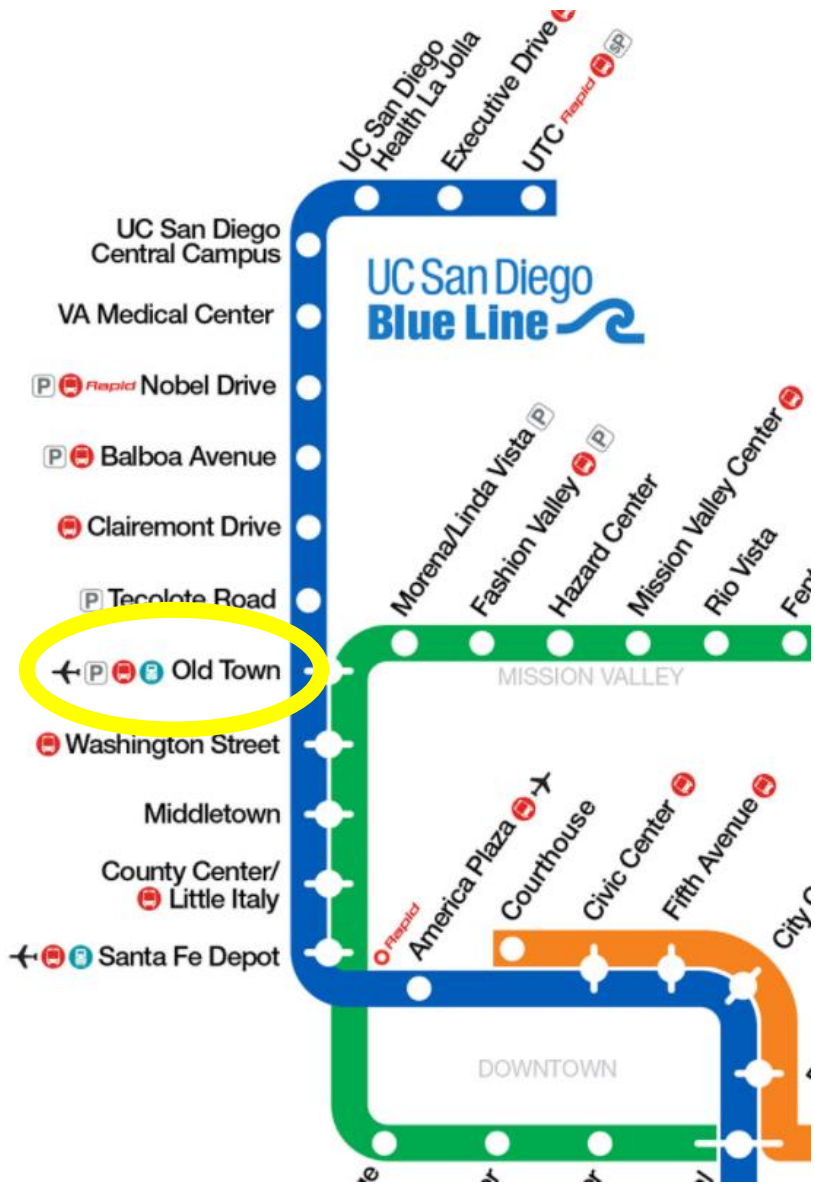 UC San Diego
Health La Jolla
Executive Drive
UTC Rapid SP
UC San Diego
Central Campus
UC San Diego
Blue Line
VA Medical Center
P Rapid Nobel Drive
P Balboa Avenue
Clairemont Drive
P Tecolote Road
P Old Town
Washington Street
Middletown
County Center/
Little Italy
Santa Fe Depot
Morena/Linda Vista P
Fashion Valley P
Hazard Center
Mission Valley Center
Rio Vista
MISSION VALLEY
Rapid
America Plaza
Courthouse
Civic Center
Fifth Avenue
City
DOWNTOWN